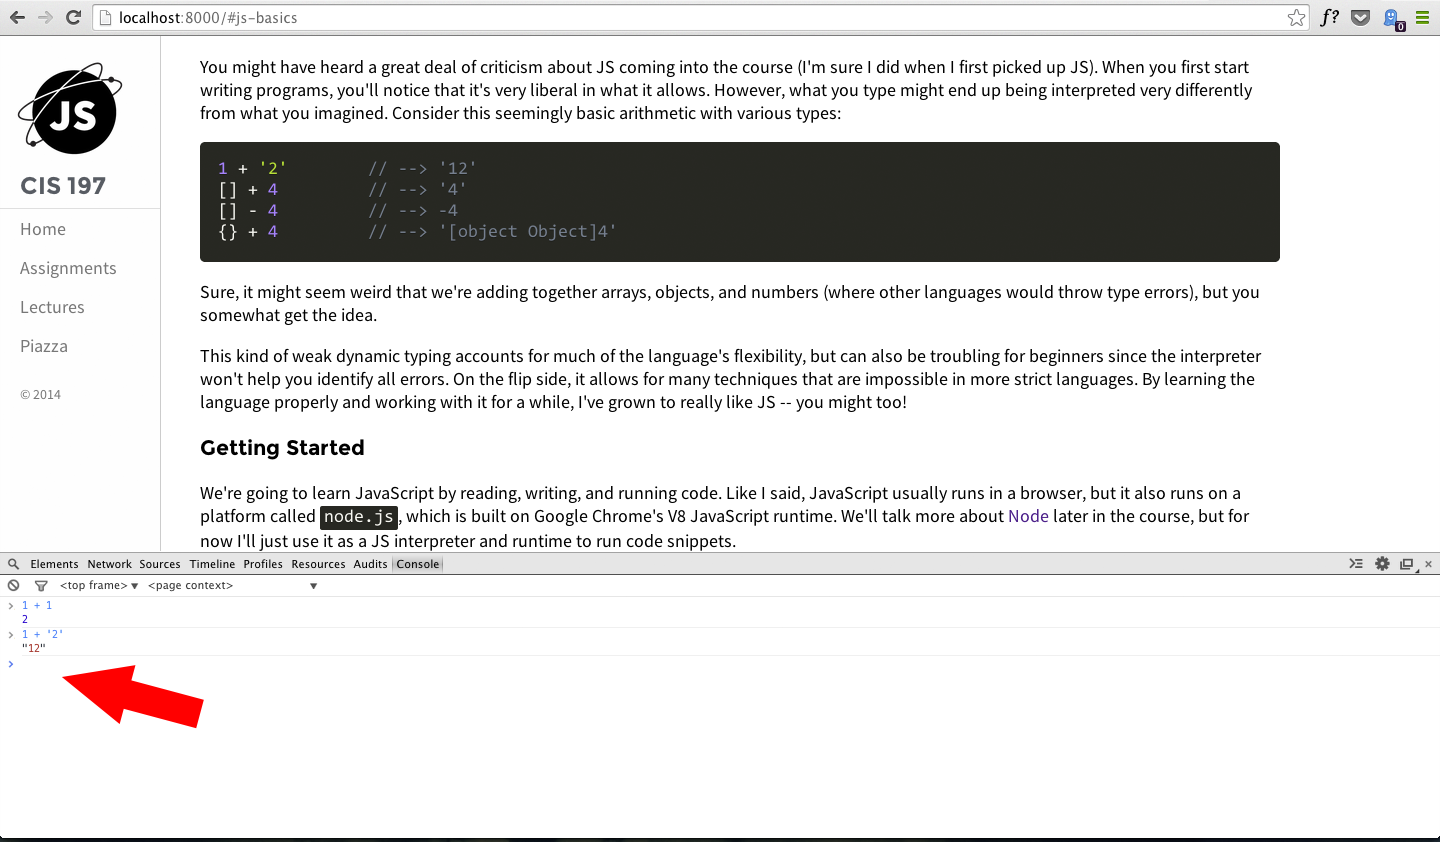 localhost:8000/#js-basics
f?
0
JS
CIS 197
Home
Assignments
Lectures
Piazza
© 2014
You might have heard a great deal of criticism about JS coming into the course (I'm sure I did when I first picked up JS). When you first start
writing programs, you'll notice that it's very liberal in what it allows. However, what you type might end up being interpreted very differently
from what you imagined. Consider this seemingly basic arithmetic with various types:
1 + '2'        // --> '12'
[] + 4         // --> '4'
[] - 4         // --> -4
{} + 4         // --> '[object Object]4'
Sure, it might seem weird that we're adding together arrays, objects, and numbers (where other languages would throw type errors), but you
somewhat get the idea.
This kind of weak dynamic typing accounts for much of the language's flexibility, but can also be troubling for beginners since the interpreter
won't help you identify all errors. On the flip side, it allows for many techniques that are impossible in more strict languages. By learning the
language properly and working with it for a while, I've grown to really like JS -- you might too!
Getting Started
We're going to learn JavaScript by reading, writing, and running code. Like I said, JavaScript usually runs in a browser, but it also runs on a
platform called node.js, which is built on Google Chrome's V8 JavaScript runtime. We'll talk more about Node later in the course, but for
now I'll just use it as a JS interpreter and runtime to run code snippets.
Elements Network Sources Timeline Profiles Resources Audits Console
<top frame> <page context>
> 1 + 1
2
> 1 + '2'
"12"
>